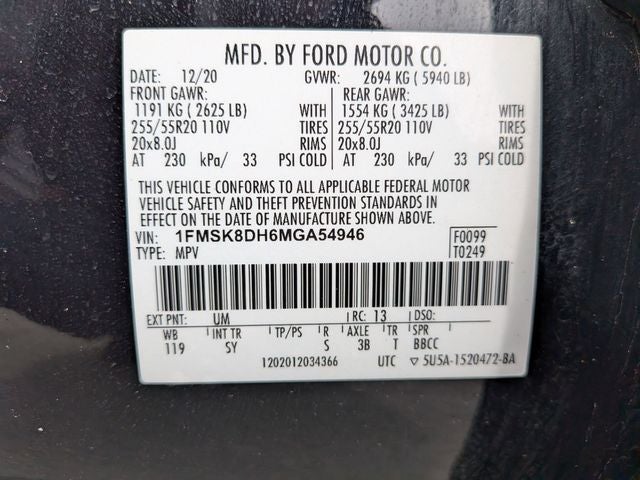 MFD. BY FORD MOTOR CO.
DATE: 12/20 GVWR: 2694 KG (5940 LB)
FRONT GAWR: REAR GAWR:
1191 KG (2625 LB) WITH 1554 KG (3425 LB) WITH
255/55R20 110V TIRES 255/55R20 110V TIRES
20x8.0J RIMS 20x8.0J RIMS
AT 230 kPa/ 33 PSI COLD AT 230 kPa/ 33 PSI COLD
THIS VEHICLE CONFORMS TO ALL APPLICABLE FEDERAL MOTOR
VEHICLE SAFETY AND THEFT PREVENTION STANDARDS IN
EFFECT ON THE DATE OF MANUFACTURE SHOWN ABOVE.
VIN: 1FMSK8DH6MGA54946 F0099
TYPE: MPV T0249
EXT PNT: UM RC: 13 DSO:
WB INT TR TP/PS R AXLE TR SPR
119 SY S 3B T BBCC
1202012034366 UTC ▽ 5U5A-1520472-BA